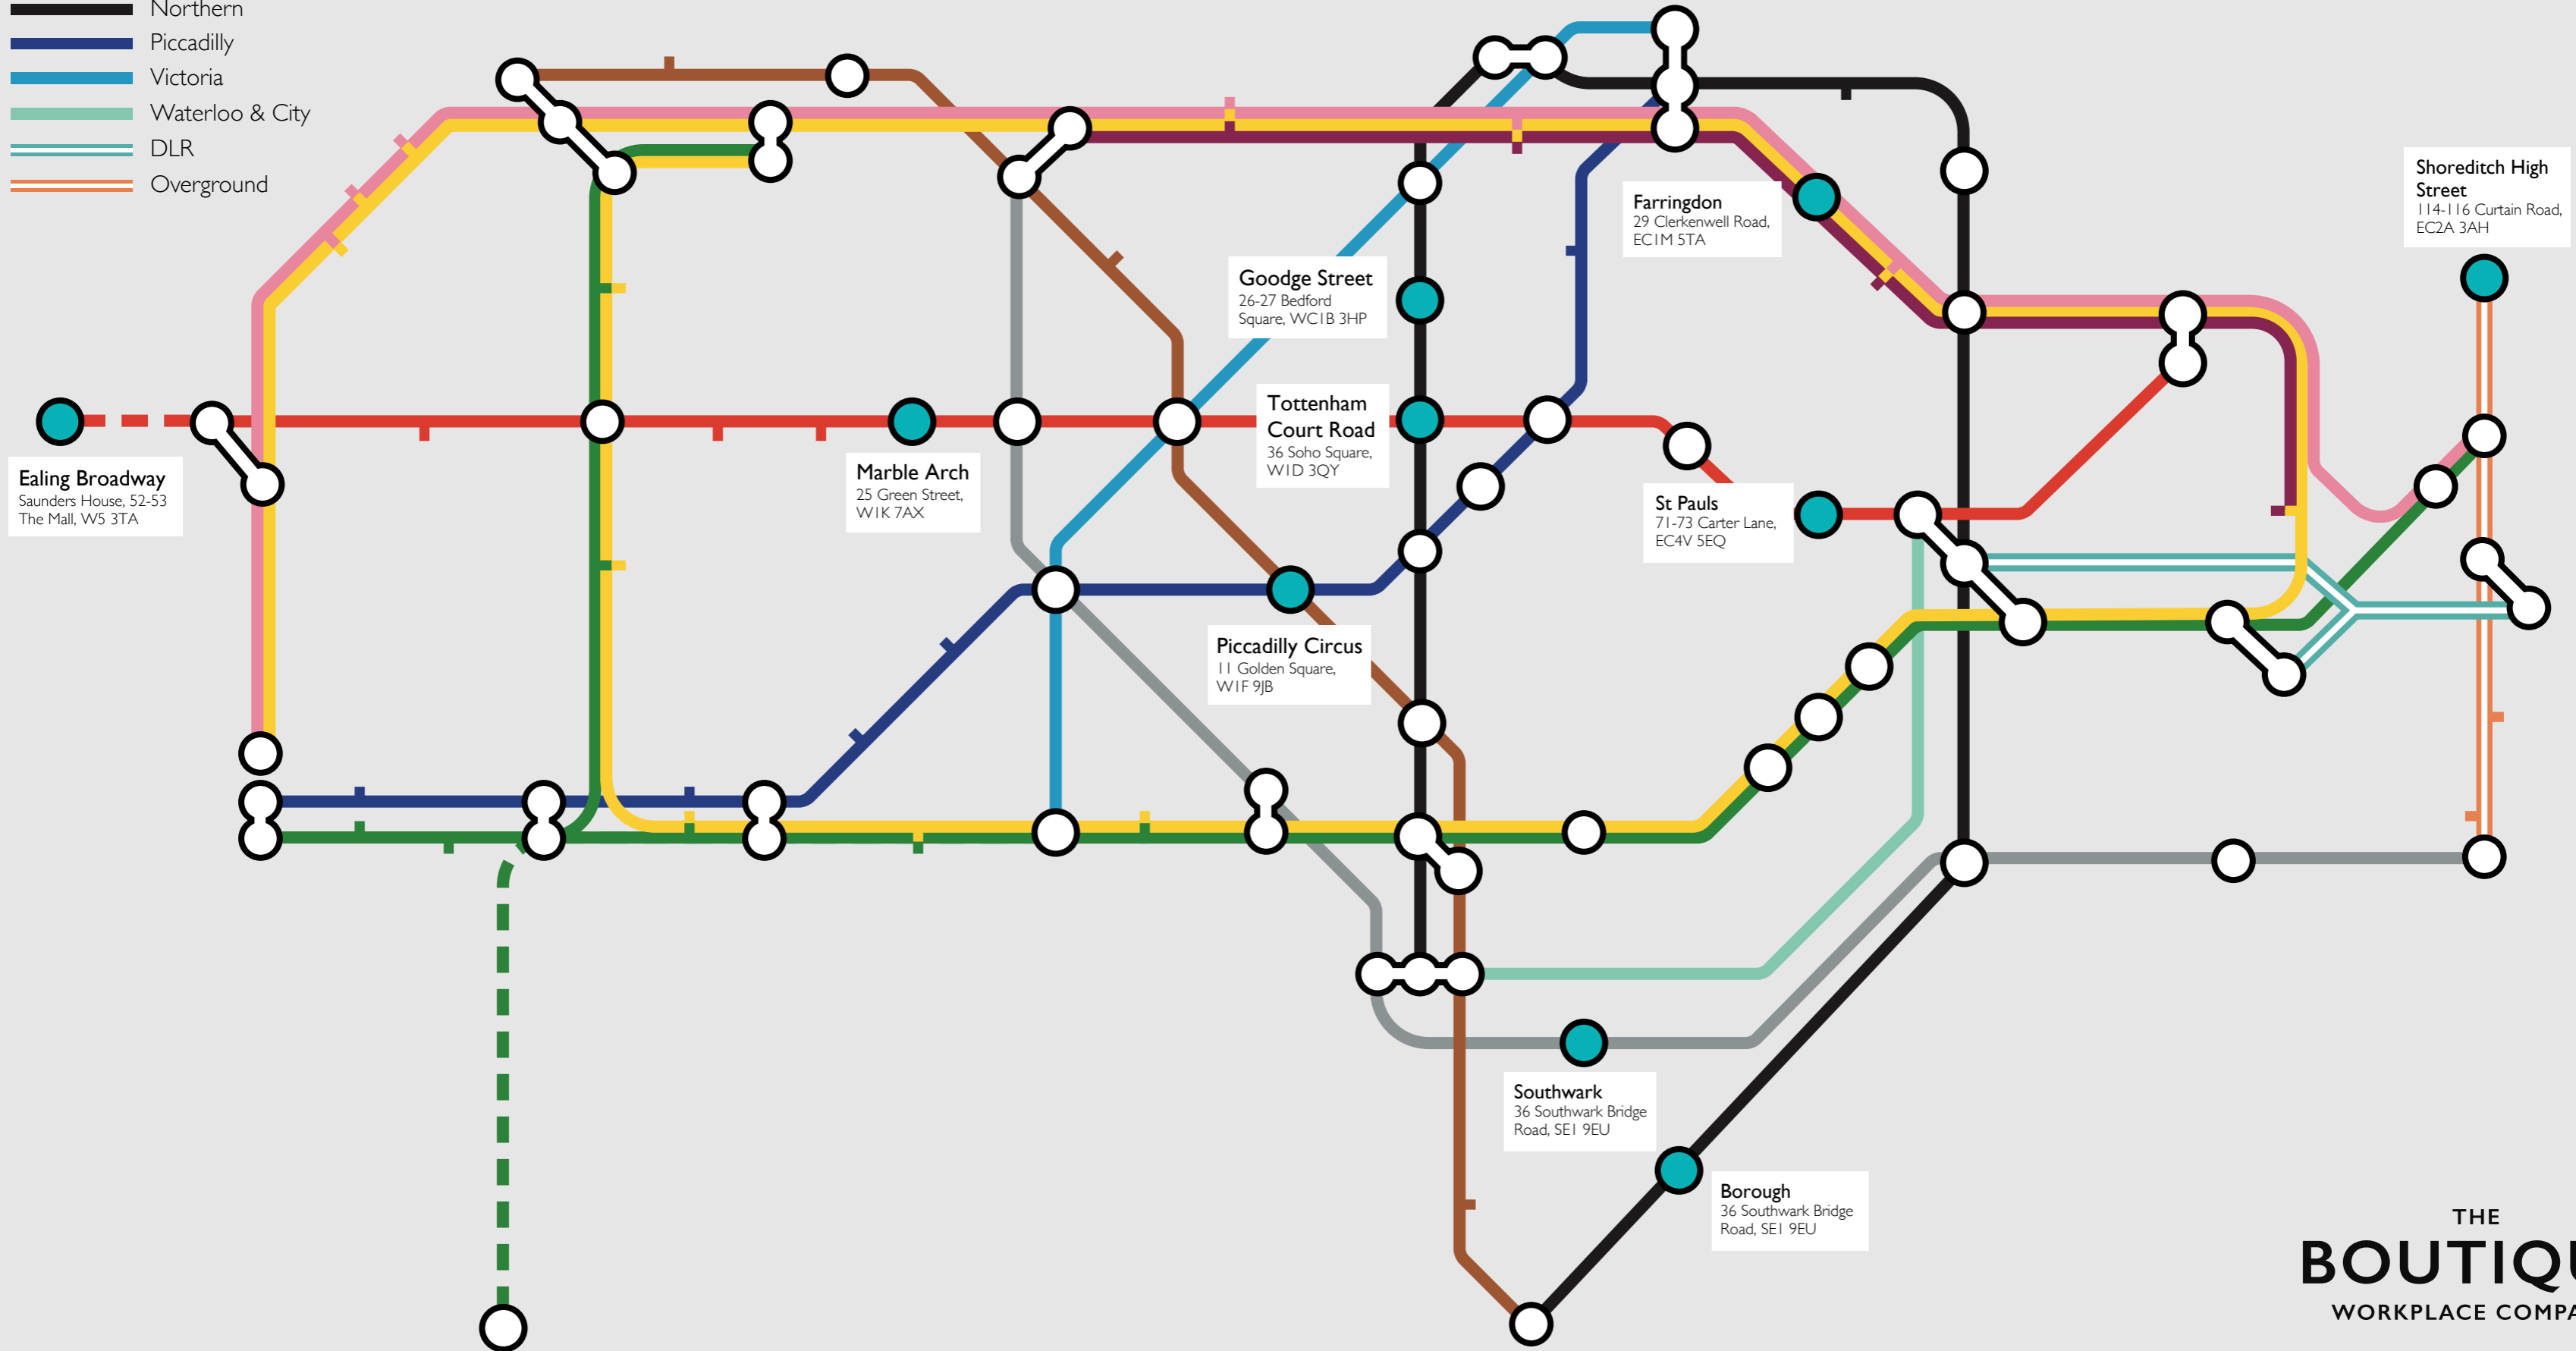 Northern
Piccadilly
Victoria
Waterloo & City
DLR
Overground
Shoreditch High
Street
114-116 Curtain Road,
EC2A 3AH
Farringdon
29 Clerkenwell Road,
EC1M 5TA
Goodge Street
26-27 Bedford
Square, WC1B 3HP
Tottenham
Court Road
36 Soho Square,
W1D 3QY
Ealing Broadway
Saunders House, 52-53
The Mall, W5 3TA
Marble Arch
25 Green Street,
W1K 7AX
St Pauls
71-73 Carter Lane,
EC4V 5EQ
Piccadilly Circus
11 Golden Square,
W1F 9JB
Southwark
36 Southwark Bridge
Road, SE1 9EU
Borough
36 Southwark Bridge
Road, SE1 9EU
THE
BOUTIQU
WORKPLACE COMPA